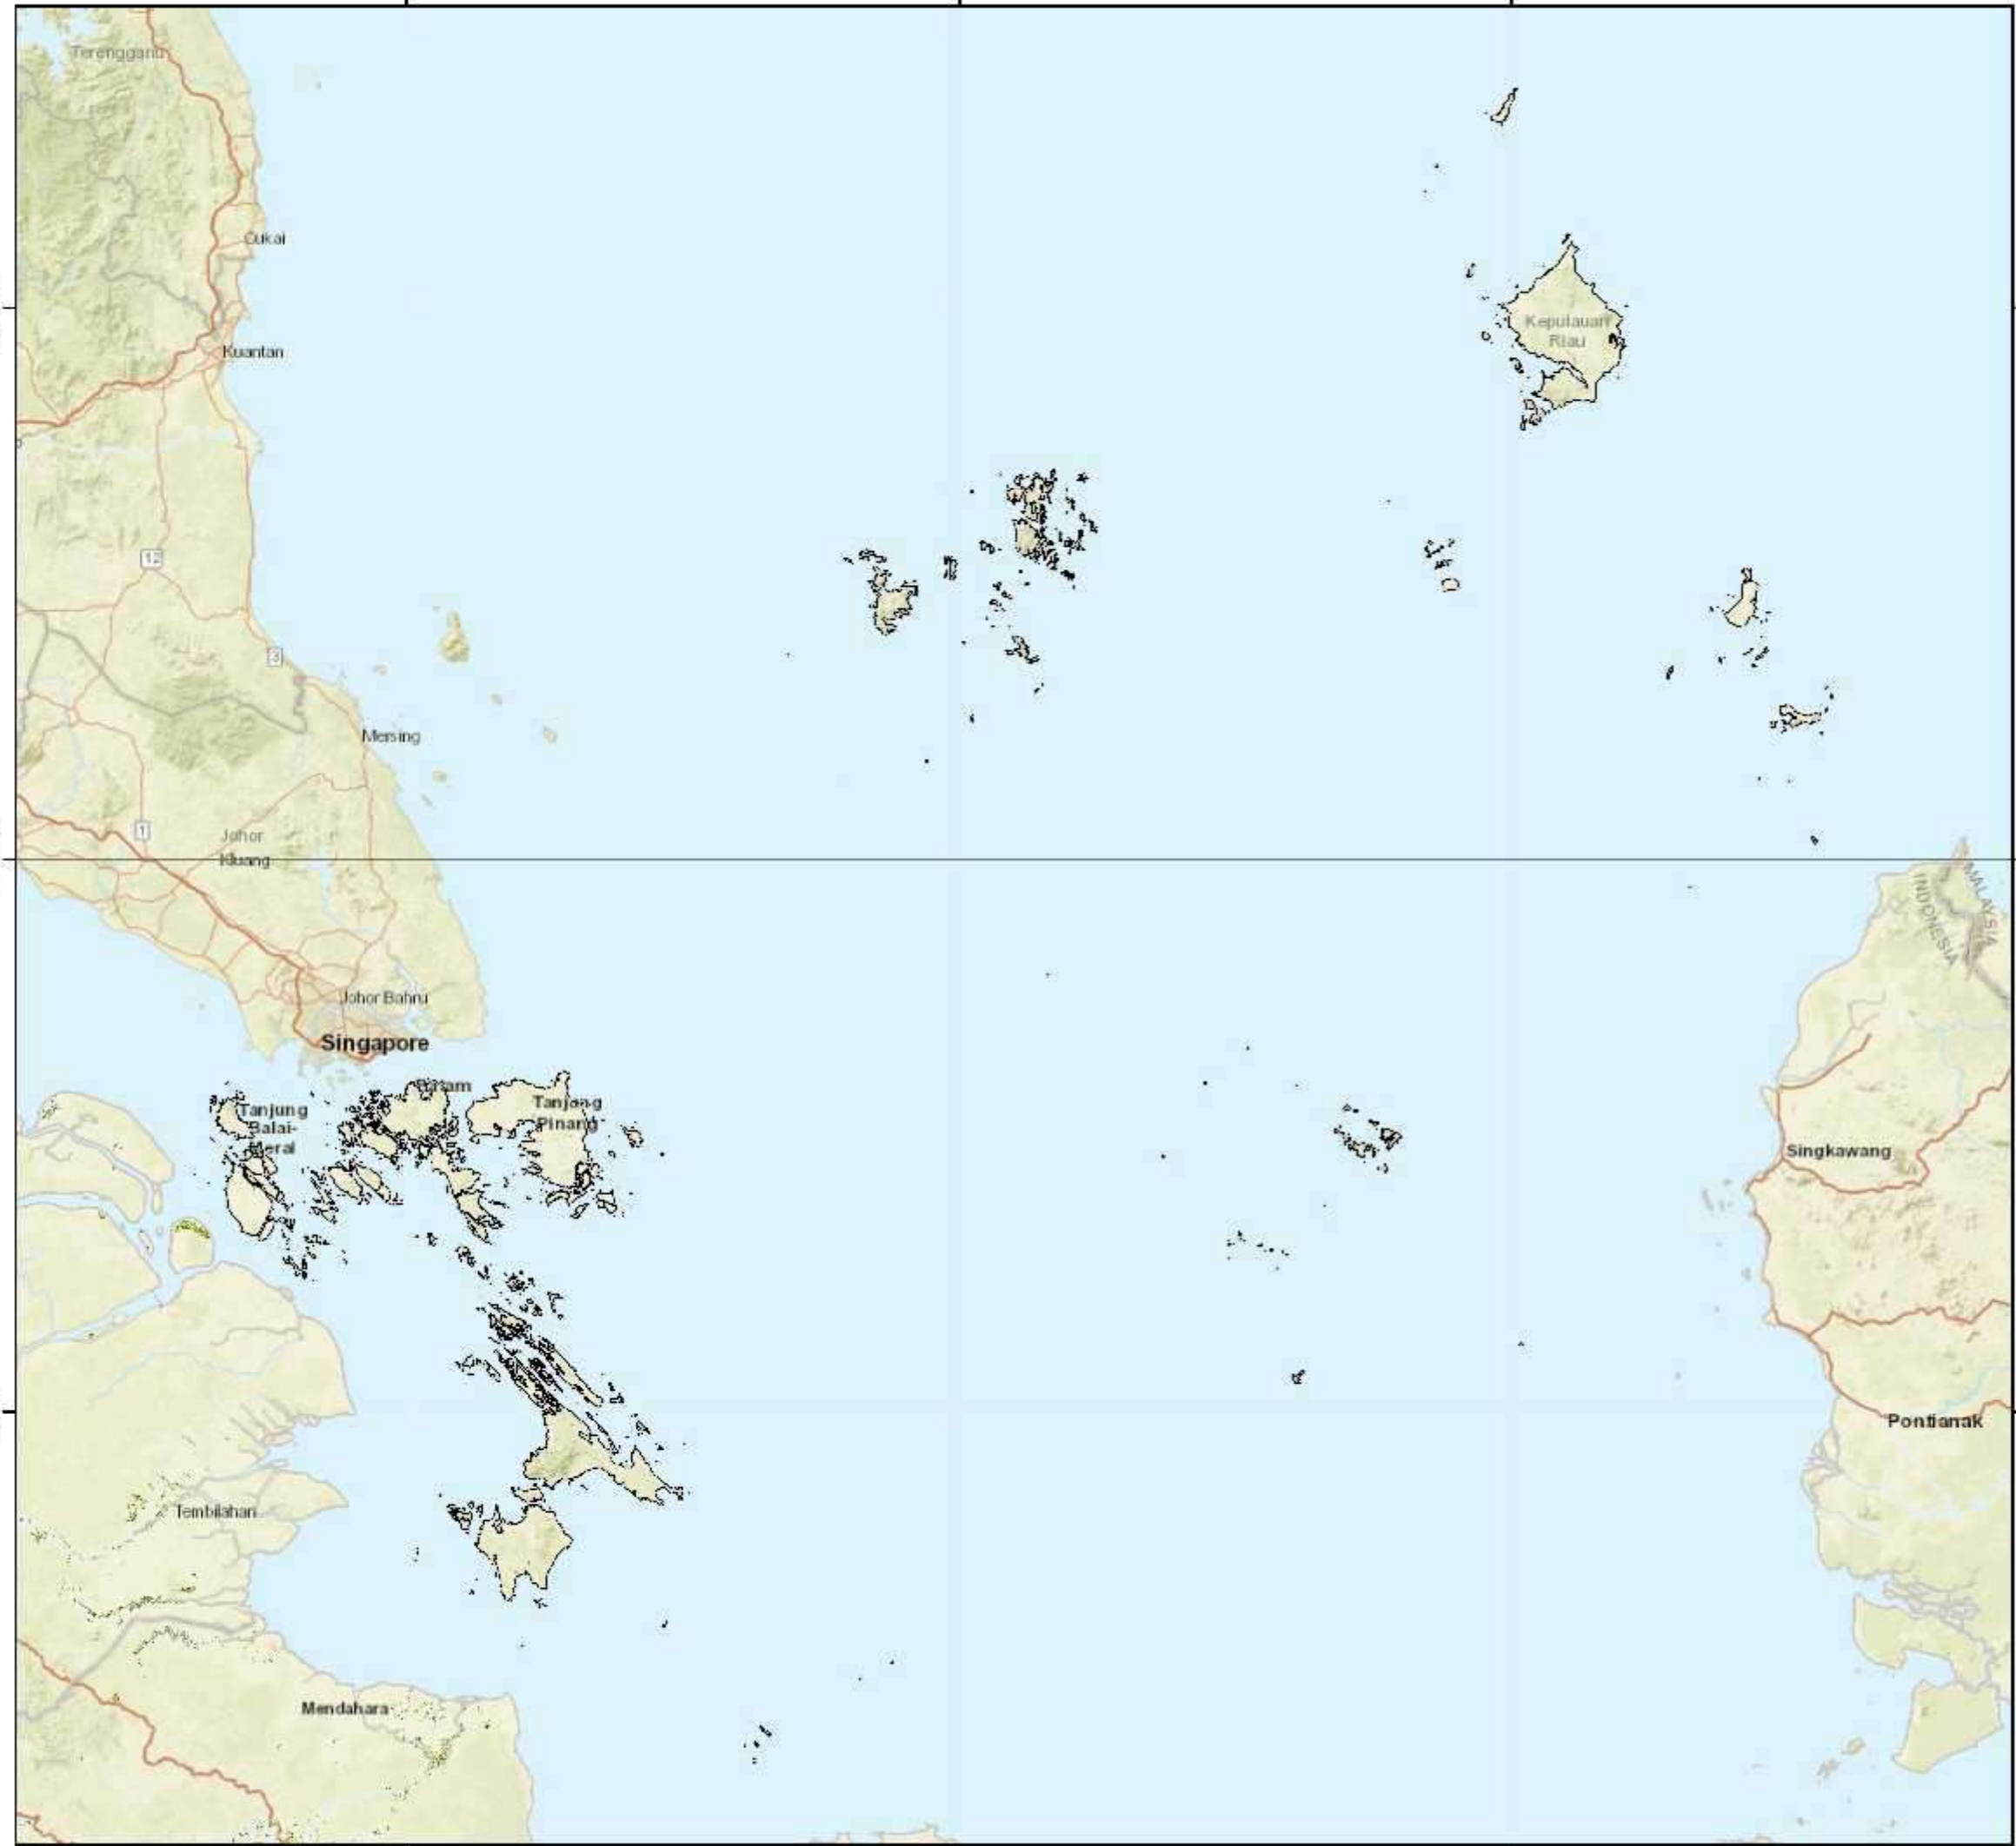 Terengganu
Cukai
Kepulauan
Riau
Kuantan
12
3
Mersing
1
Johor
Kluang
MALAYSIA
INDONESIA
Johor Bahru
Singapore
Batam
Tanjung
Balai-
Meral
Tanjung
Pinang
Singkawang
Pontianak
Tembilahan
Mendahara